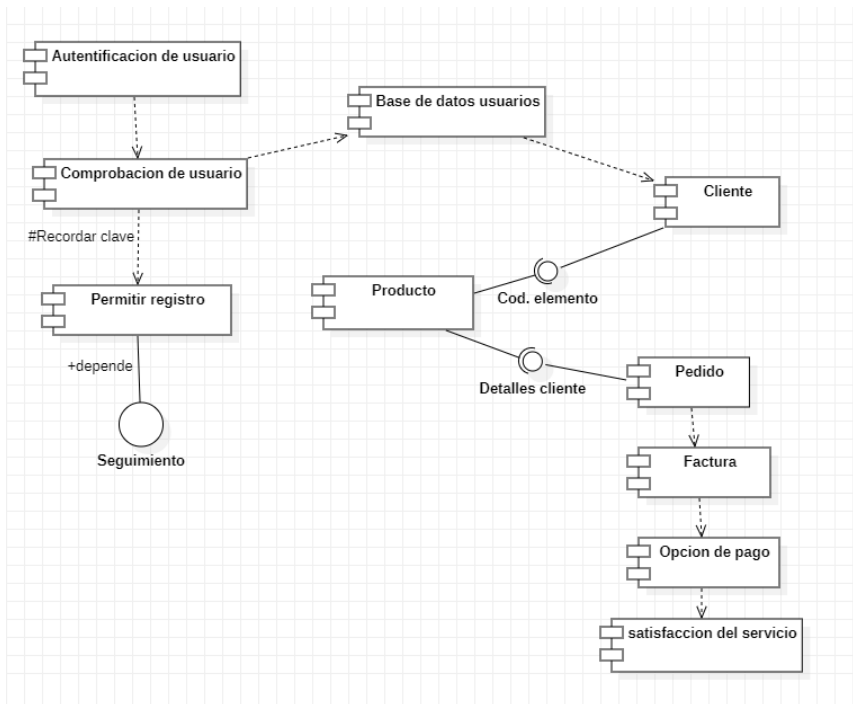 Autentificacion de usuario
Base de datos usuarios
Comprobacion de usuario
Cliente
#Recordar clave
Producto
Cod. elemento
Permitir registro
+depende
Detalles cliente
Pedido
Seguimiento
Factura
Opcion de pago
satisfaccion del servicio